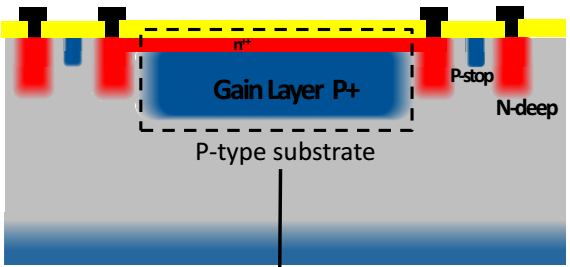 n++
Gain Layer P+
P-stop
N-deep
P-type substrate